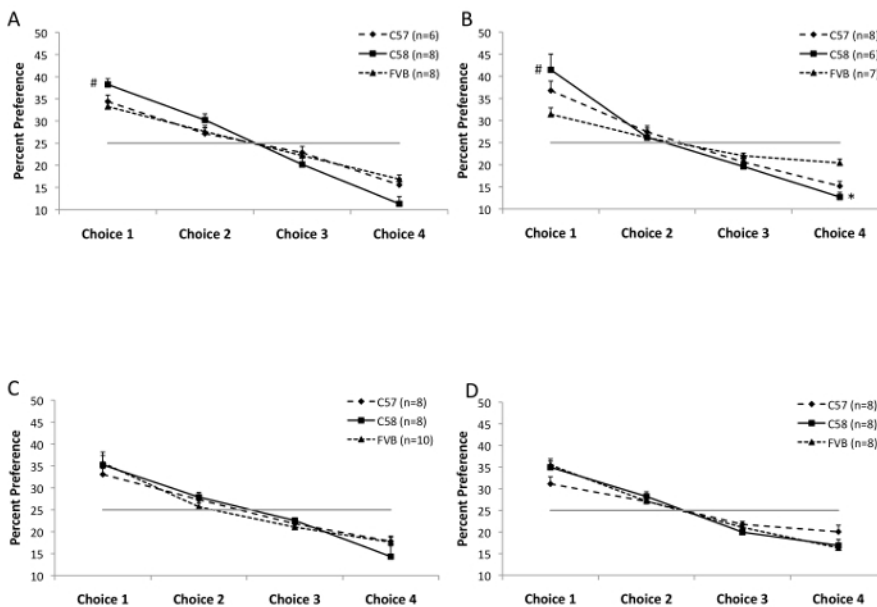 A
Percent Preference
50
45
40
35
30
25
20
15
10
#
C57 (n=6)
C58 (n=8)
FVB (n=8)
Choice 1 Choice 2 Choice 3 Choice 4
B
Percent Preference
50
45
40
35
30
25
20
15
10
#
*
C57 (n=8)
C58 (n=6)
FVB (n=7)
Choice 1 Choice 2 Choice 3 Choice 4
C
Percent Preference
50
45
40
35
30
25
20
15
10
C57 (n=8)
C58 (n=8)
FVB (n=10)
Choice 1 Choice 2 Choice 3 Choice 4
D
Percent Preference
50
45
40
35
30
25
20
15
10
C57 (n=8)
C58 (n=8)
FVB (n=8)
Choice 1 Choice 2 Choice 3 Choice 4